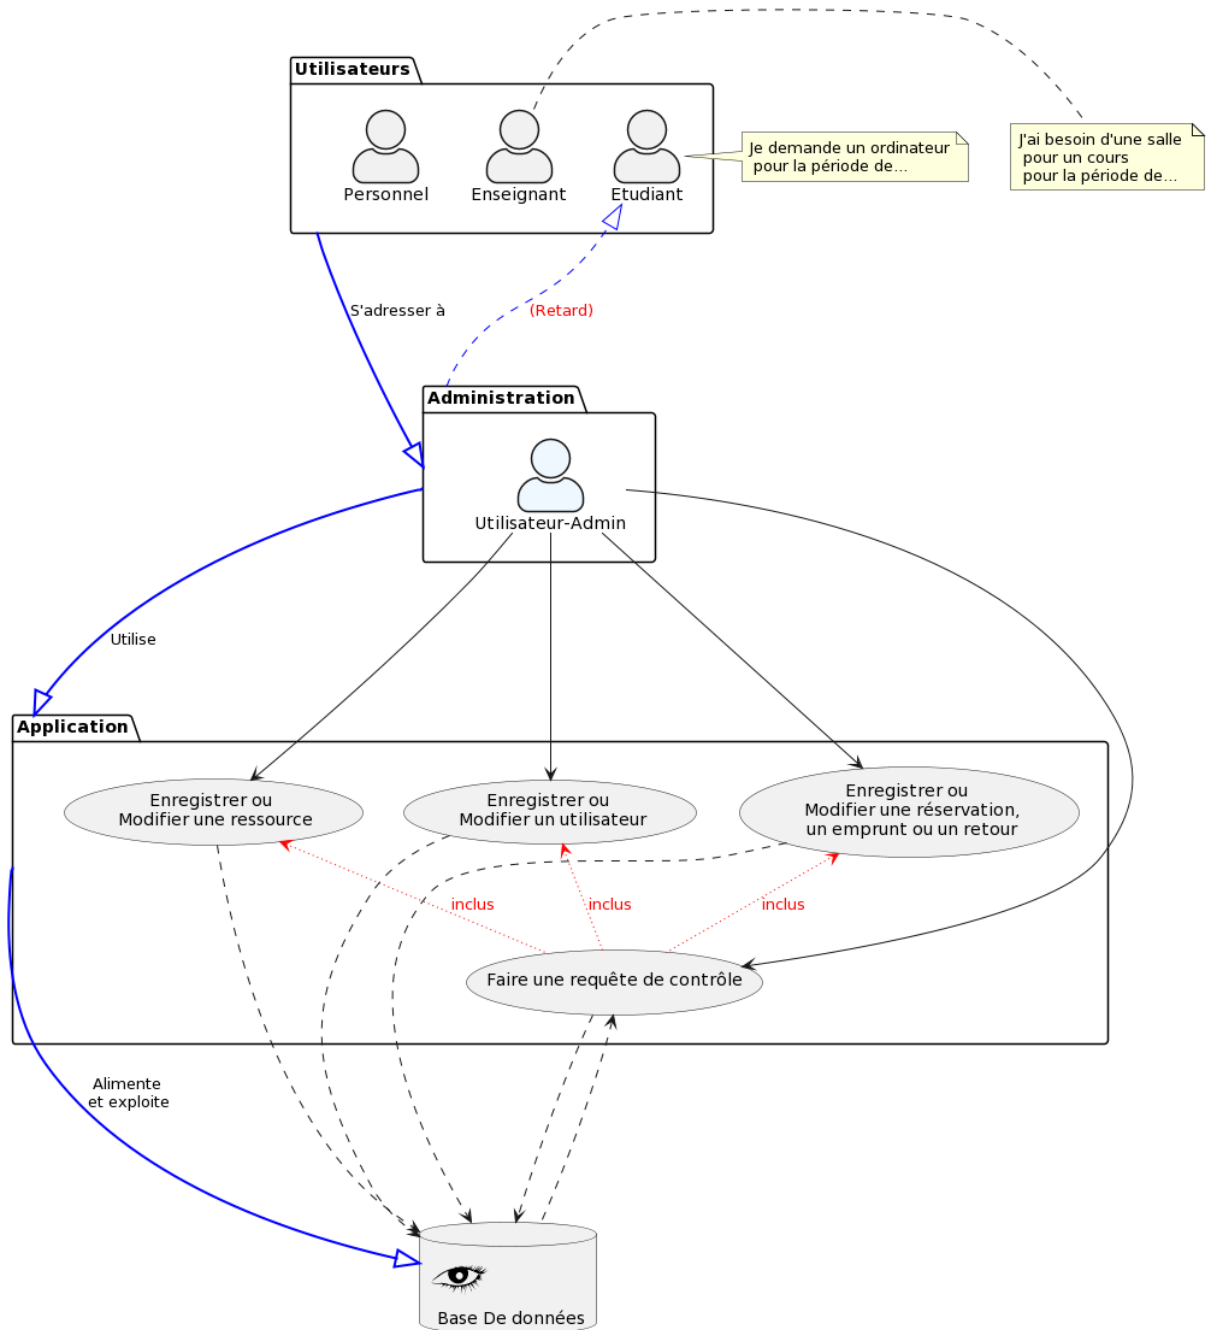 Utilisateurs
Personnel
Enseignant
Etudiant
Je demande un ordinateur
pour la période de...
J'ai besoin d'une salle
pour un cours
pour la période de...
S'adresser à
(Retard)
Administration
Utilisateur-Admin
Utilise
Application
Enregistrer ou
Modifier une ressource
Enregistrer ou
Modifier un utilisateur
Enregistrer ou
Modifier une réservation,
un emprunt ou un retour
inclus
inclus
inclus
Faire une requête de contrôle
Alimente
et exploite
Base De données